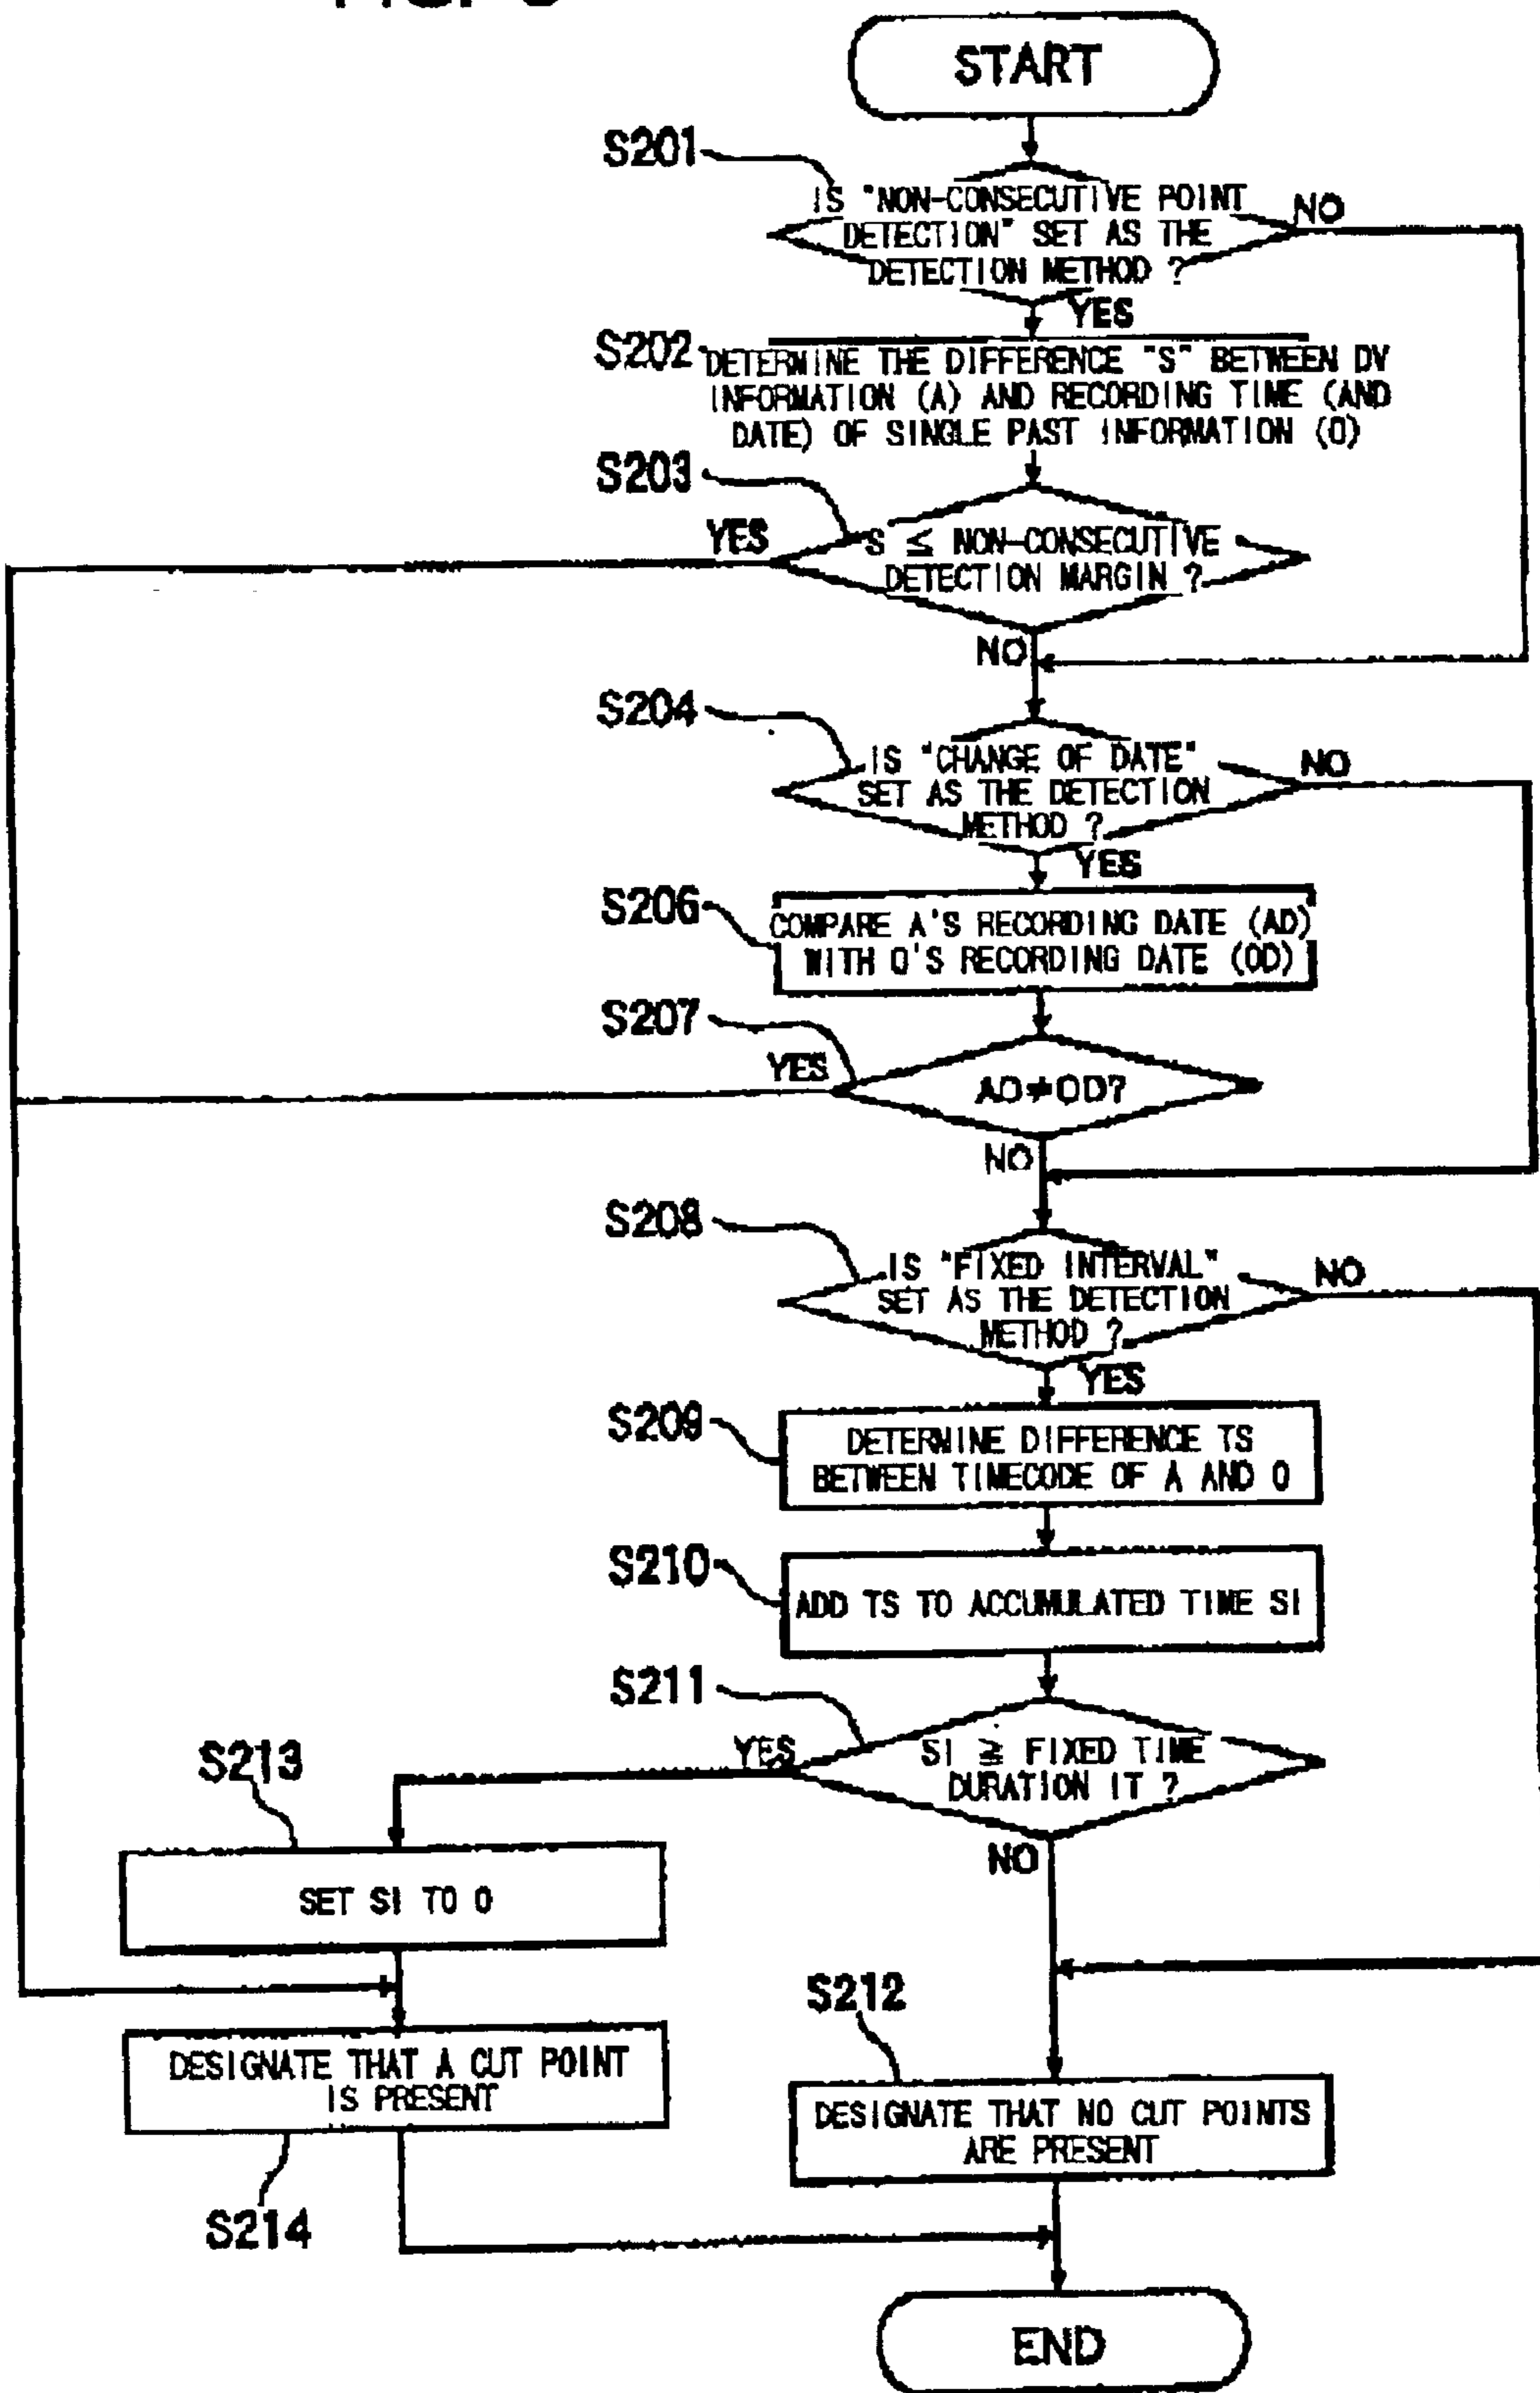 START
S201
IS "NON-CONSECUTIVE POINT
DETECTION" SET AS THE
DETECTION METHOD ?
NO
YES
S202
DETERMINE THE DIFFERENCE "S" BETWEEN DV
INFORMATION (A) AND RECORDING TIME (AND
DATE) OF SINGLE PAST INFORMATION (O)
S203
YES
S ≦ NON-CONSECUTIVE
DETECTION MARGIN ?
NO
S204
IS "CHANGE OF DATE"
SET AS THE DETECTION
METHOD ?
NO
YES
S206
COMPARE A'S RECORDING DATE (AD)
WITH O'S RECORDING DATE (OD)
S207
YES
AD≠OD?
NO
S208
IS "FIXED INTERVAL"
SET AS THE DETECTION
METHOD ?
NO
YES
S209
DETERMINE DIFFERENCE TS
BETWEEN TIMECODE OF A AND O
S210
ADD TS TO ACCUMULATED TIME SI
S211
YES
SI ≧ FIXED TIME
DURATION IT ?
NO
S213
SET SI TO 0
S212
DESIGNATE THAT A CUT POINT
IS PRESENT
DESIGNATE THAT NO CUT POINTS
ARE PRESENT
S214
END